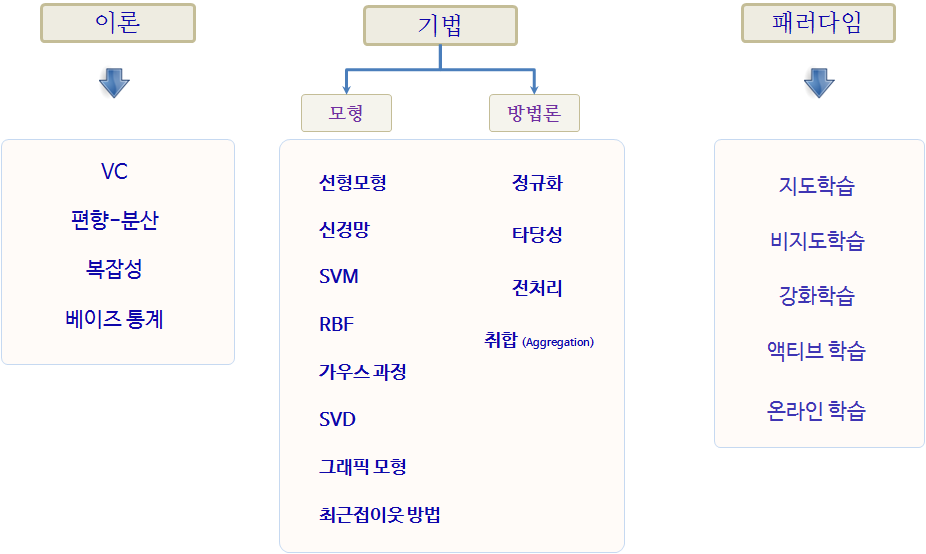 이론
VC
편향-분산
복잡성
베이즈 통계
기법
모형
선형모형
신경망
SVM
RBF
가우스 과정
SVD
그래픽 모형
최근접이웃 방법
방법론
정규화
타당성
전처리
취합 (Aggregation)
패러다임
지도학습
비지도학습
강화학습
액티브 학습
온라인 학습